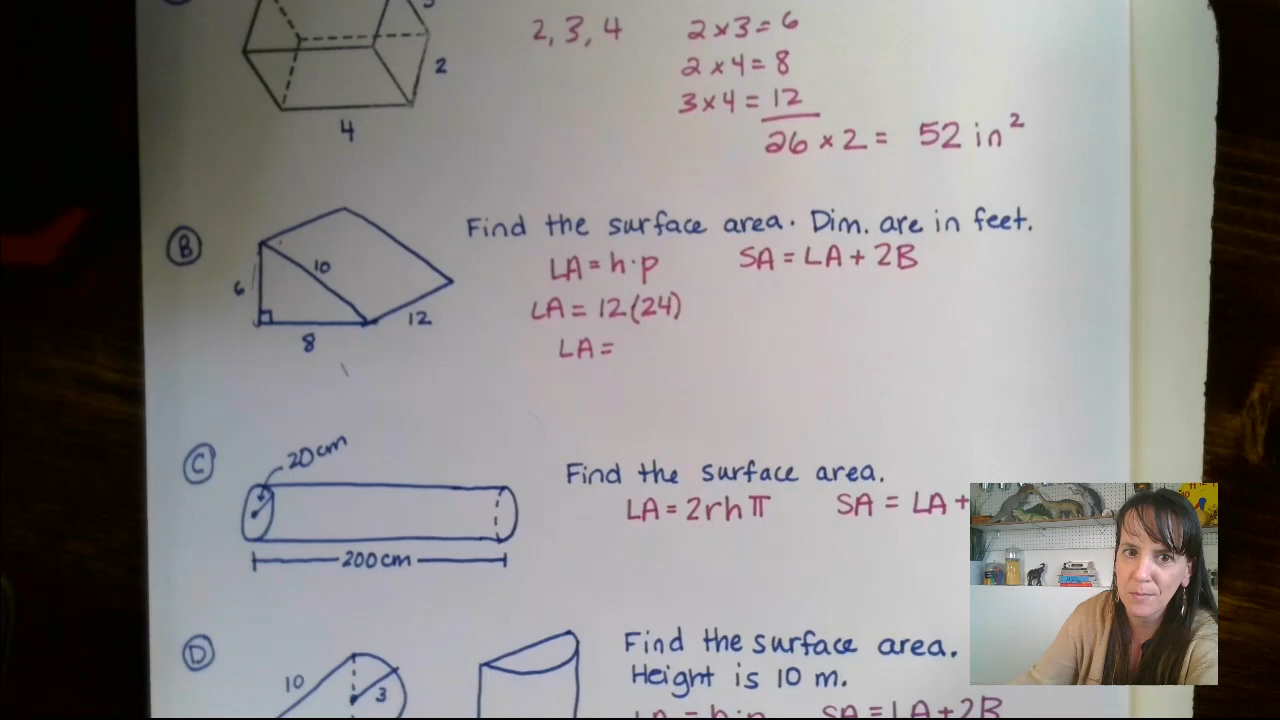 2, 3, 4
2 x 3 = 6
2 x 4 = 8
3 x 4 = 12
26 x 2 = 52 in²
2
4
B
Find the surface area. Dim. are in feet.
LA = h·p
SA = LA + 2B
LA = 12(24)
LA =
6
10
8
12
C
20cm
200cm
Find the surface area.
LA = 2rhπ
SA = LA +
D
10
3
Find the surface area.
Height is 10 m.
LA = h·p
SA = LA + 2B